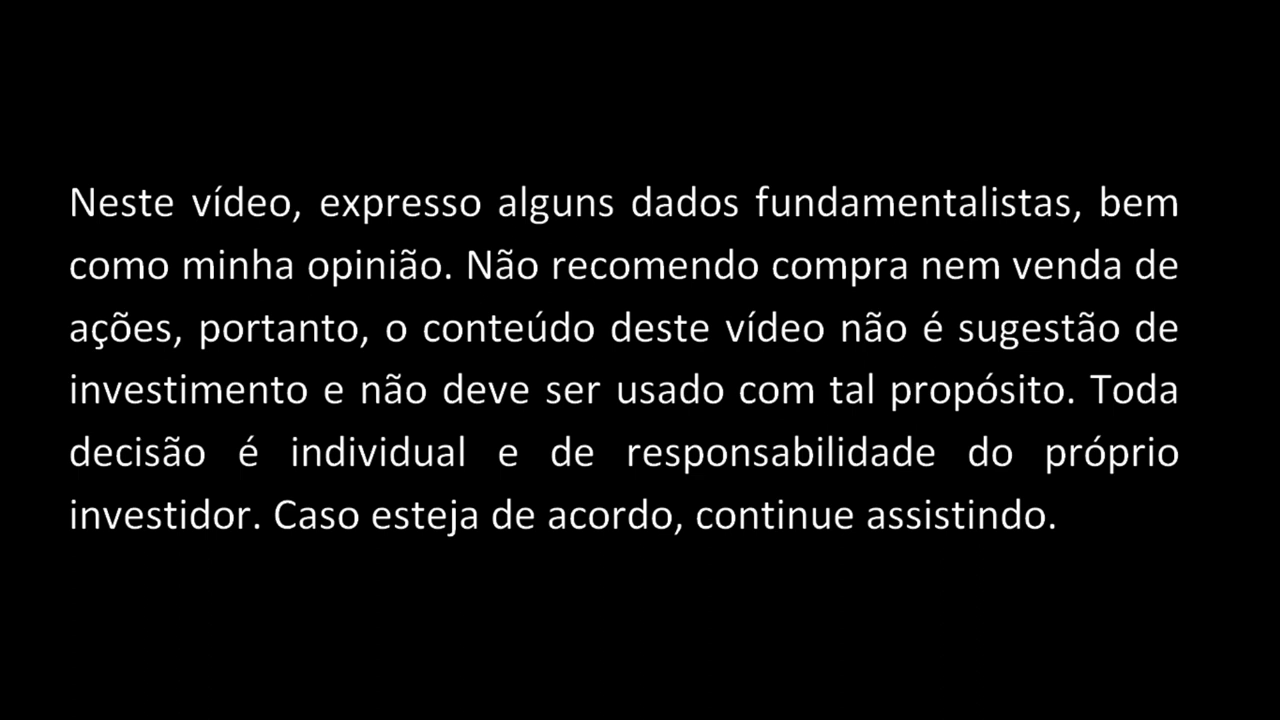 Neste vídeo, expresso alguns dados fundamentalistas, bem
como minha opinião. Não recomendo compra nem venda de
ações, portanto, o conteúdo deste vídeo não é sugestão de
investimento e não deve ser usado com tal propósito. Toda
decisão é individual e de responsabilidade do próprio
investidor. Caso esteja de acordo, continue assistindo.